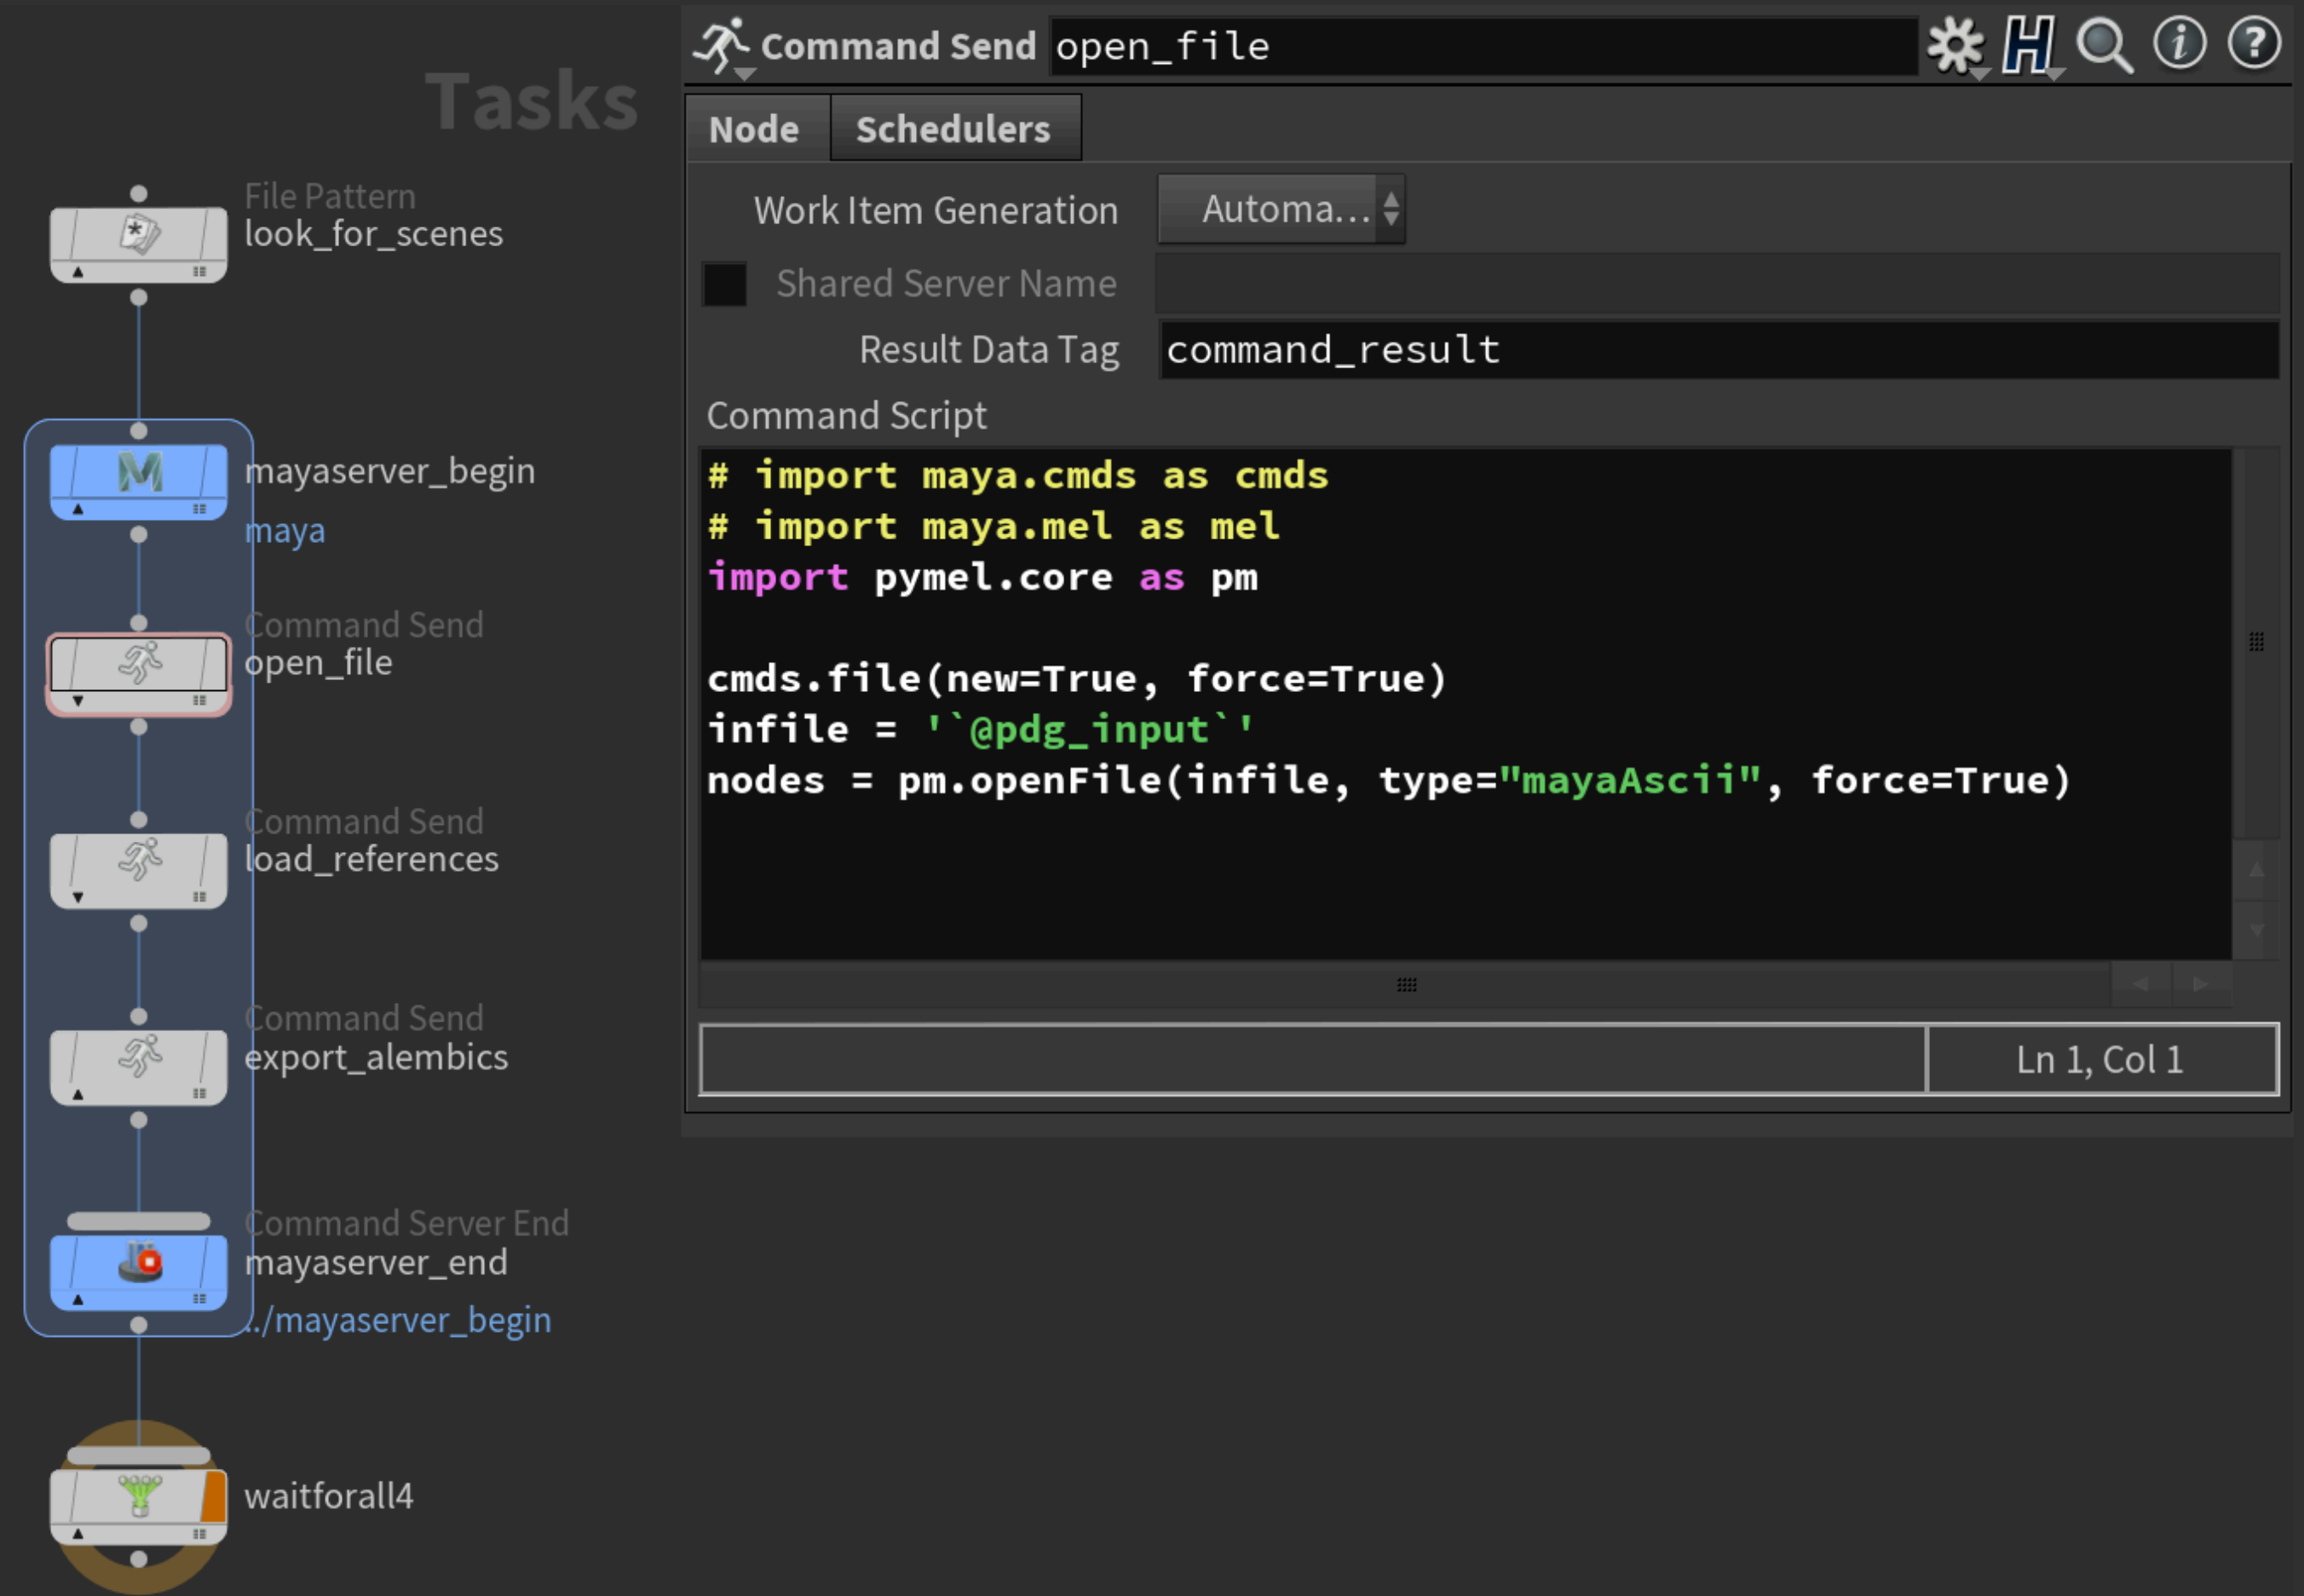 Tasks
File Pattern
look_for_scenes
mayaserver_begin
maya
Command Send
open_file
Command Send
load_references
Command Send
export_alembics
Command Server End
mayaserver_end
../mayaserver_begin
waitforall4
Command Send open_file
Node Schedulers
Work Item Generation Automa...
Shared Server Name
Result Data Tag command_result
Command Script
# import maya.cmds as cmds
# import maya.mel as mel
import pymel.core as pm
cmds.file(new=True, force=True)
infile = '`@pdg_input`'
nodes = pm.openFile(infile, type="mayaAscii", force=True)
Ln 1, Col 1